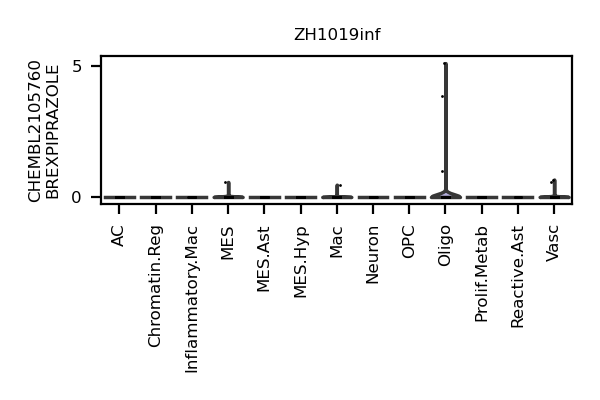 ZH1019inf
CHEMBL2105760
BREXPIPRAZOLE
5
0
AC
Chromatin.Reg
Inflammatory.Mac
MES
MES.Ast
MES.Hyp
Mac
Neuron
OPC
Oligo
Prolif.Metab
Reactive.Ast
Vasc